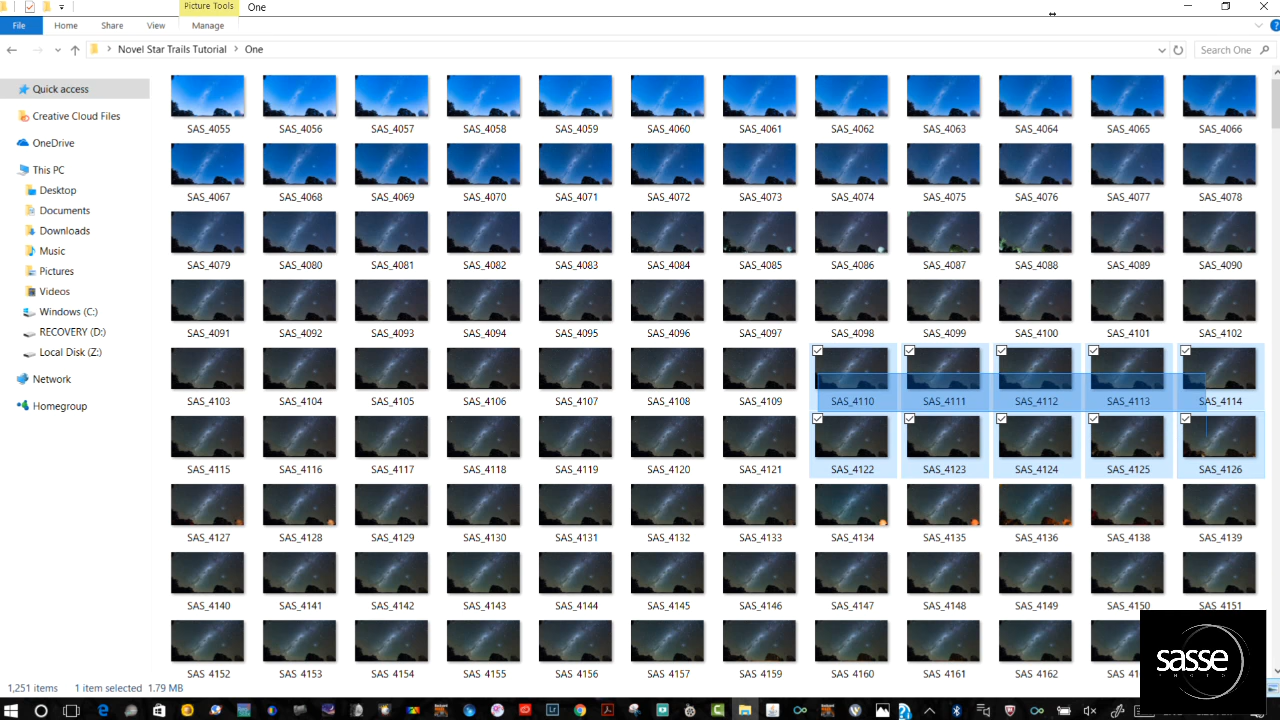 Picture Tools One
File Home Share View Manage
Novel Star Trails Tutorial One Search One
Quick access
Creative Cloud Files
OneDrive
This PC
Desktop
Documents
Downloads
Music
Pictures
Videos
Windows (C:)
RECOVERY (D:)
Local Disk (Z:)
Network
Homegroup
SAS_4055 SAS_4056 SAS_4057 SAS_4058 SAS_4059 SAS_4060 SAS_4061 SAS_4062 SAS_4063 SAS_4064 SAS_4065 SAS_4066
SAS_4067 SAS_4068 SAS_4069 SAS_4070 SAS_4071 SAS_4072 SAS_4073 SAS_4074 SAS_4075 SAS_4076 SAS_4077 SAS_4078
SAS_4079 SAS_4080 SAS_4081 SAS_4082 SAS_4083 SAS_4084 SAS_4085 SAS_4086 SAS_4087 SAS_4088 SAS_4089 SAS_4090
SAS_4091 SAS_4092 SAS_4093 SAS_4094 SAS_4095 SAS_4096 SAS_4097 SAS_4098 SAS_4099 SAS_4100 SAS_4101 SAS_4102
SAS_4103 SAS_4104 SAS_4105 SAS_4106 SAS_4107 SAS_4108 SAS_4109 SAS_4110 SAS_4111 SAS_4112 SAS_4113 SAS_4114
SAS_4115 SAS_4116 SAS_4117 SAS_4118 SAS_4119 SAS_4120 SAS_4121 SAS_4122 SAS_4123 SAS_4124 SAS_4125 SAS_4126
SAS_4127 SAS_4128 SAS_4129 SAS_4130 SAS_4131 SAS_4132 SAS_4133 SAS_4134 SAS_4135 SAS_4136 SAS_4138 SAS_4139
SAS_4140 SAS_4141 SAS_4142 SAS_4143 SAS_4144 SAS_4145 SAS_4146 SAS_4147 SAS_4148 SAS_4149 SAS_4150 SAS_4151
SAS_4152 SAS_4153 SAS_4154 SAS_4155 SAS_4156 SAS_4157 SAS_4159 SAS_4160 SAS_4161 SAS_4162
sasse
PHOTO
1,251 items 1 item selected 1.79 MB